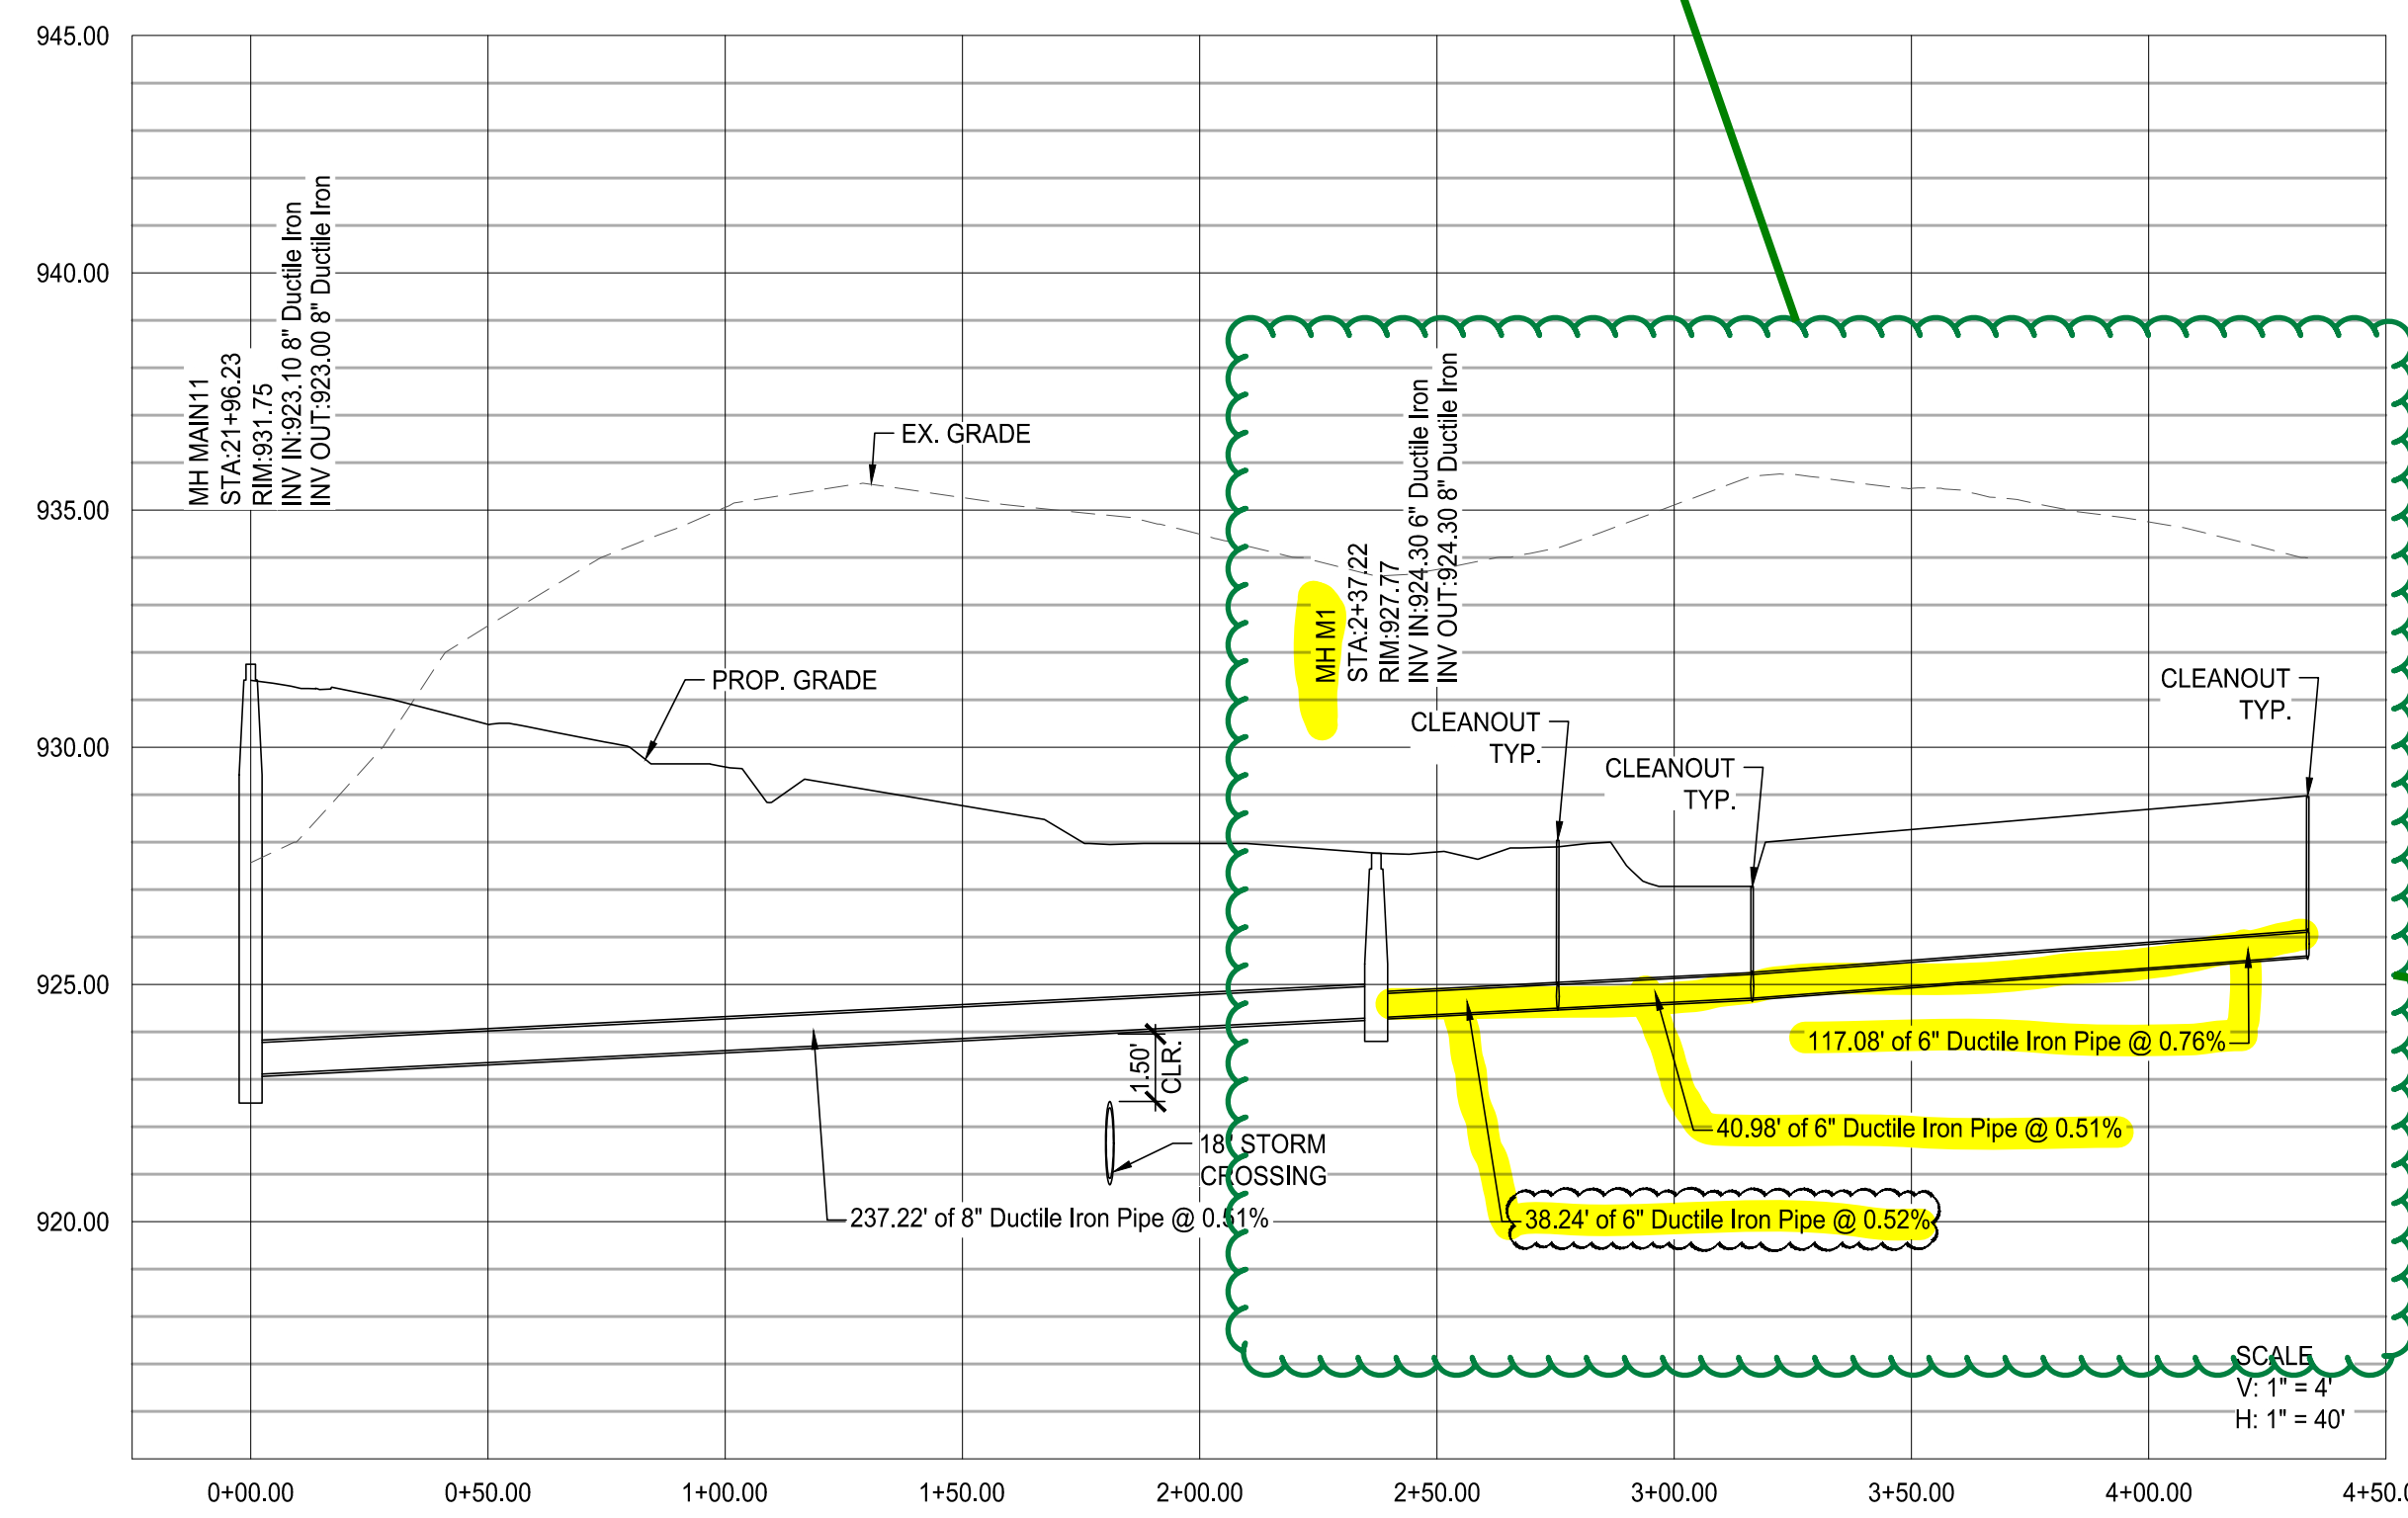 945.00
940.00
935.00
930.00
925.00
920.00
MH MAIN11
STA:21+96.23
RIM:931.75
INV IN:923.10 8" Ductile Iron
INV OUT:923.00 8" Ductile Iron
EX. GRADE
PROP. GRADE
MH M1
STA:2+37.22
RIM:927.77
INV IN:924.30 6" Ductile Iron
INV OUT:924.30 8" Ductile Iron
CLEANOUT
TYP.
CLEANOUT
TYP.
CLEANOUT
TYP.
1.50'
CLR.
18" STORM
CROSSING
237.22' of 8" Ductile Iron Pipe @ 0.51%
117.08' of 6" Ductile Iron Pipe @ 0.76%
40.98' of 6" Ductile Iron Pipe @ 0.51%
38.24' of 6" Ductile Iron Pipe @ 0.52%
SCALE
V: 1" = 4'
H: 1" = 40'
0+00.00
0+50.00
1+00.00
1+50.00
2+00.00
2+50.00
3+00.00
3+50.00
4+00.00
4+50.0